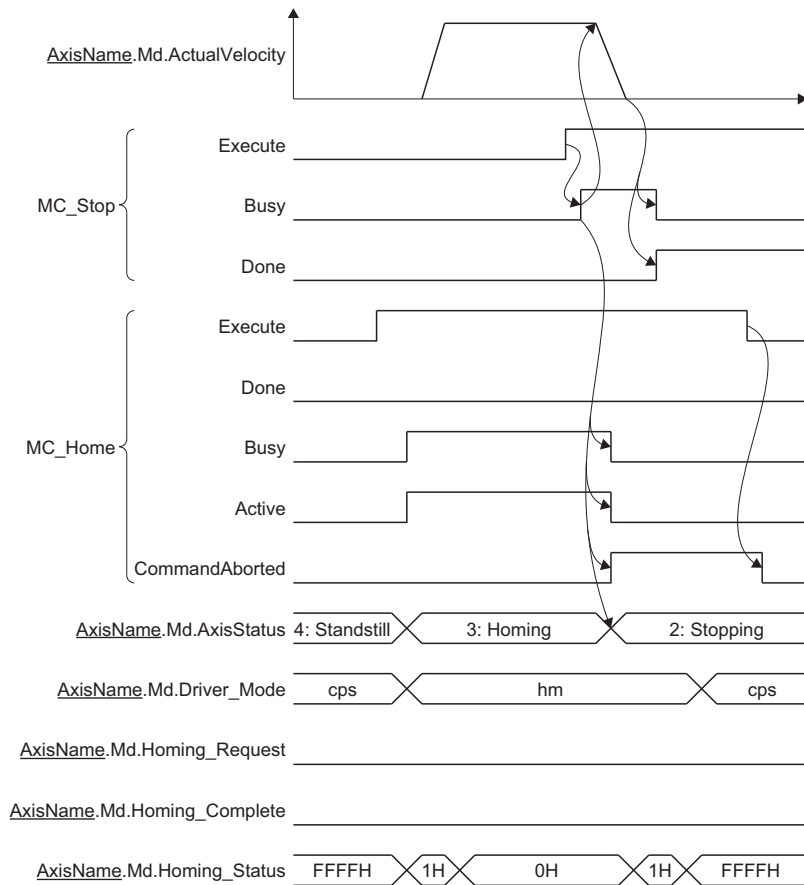 AxisName.Md.ActualVelocity
MC_Stop
Execute
Busy
Done
MC_Home
Execute
Done
Busy
Active
CommandAborted
AxisName.Md.AxisStatus 4: Standstill 3: Homing 2: Stopping
AxisName.Md.Driver_Mode cps hm cps
AxisName.Md.Homing_Request
AxisName.Md.Homing_Complete
AxisName.Md.Homing_Status FFFFH 1H 0H 1H FFFFH